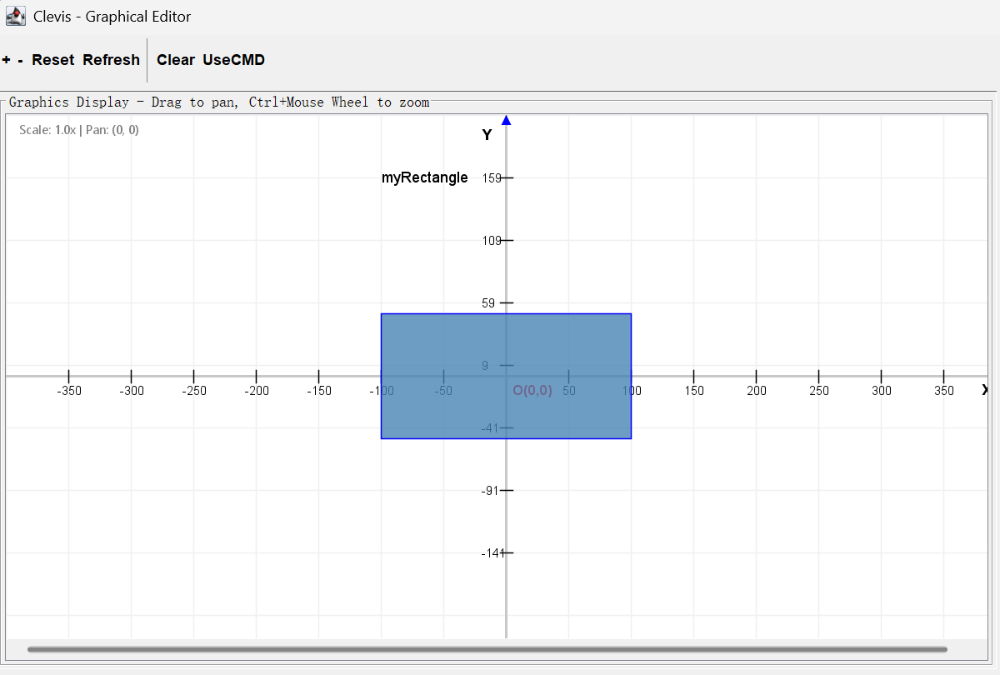 Clevis - Graphical Editor
+ - Reset Refresh Clear UseCMD
Graphics Display - Drag to pan, Ctrl+Mouse Wheel to zoom
Scale: 1.0x | Pan: (0, 0)
Y
myRectangle 159
109
59
9
-350 -300 -250 -200 -150 -100 -50 O(0,0) 50 100 150 200 250 300 350 X
-41
-91
-141